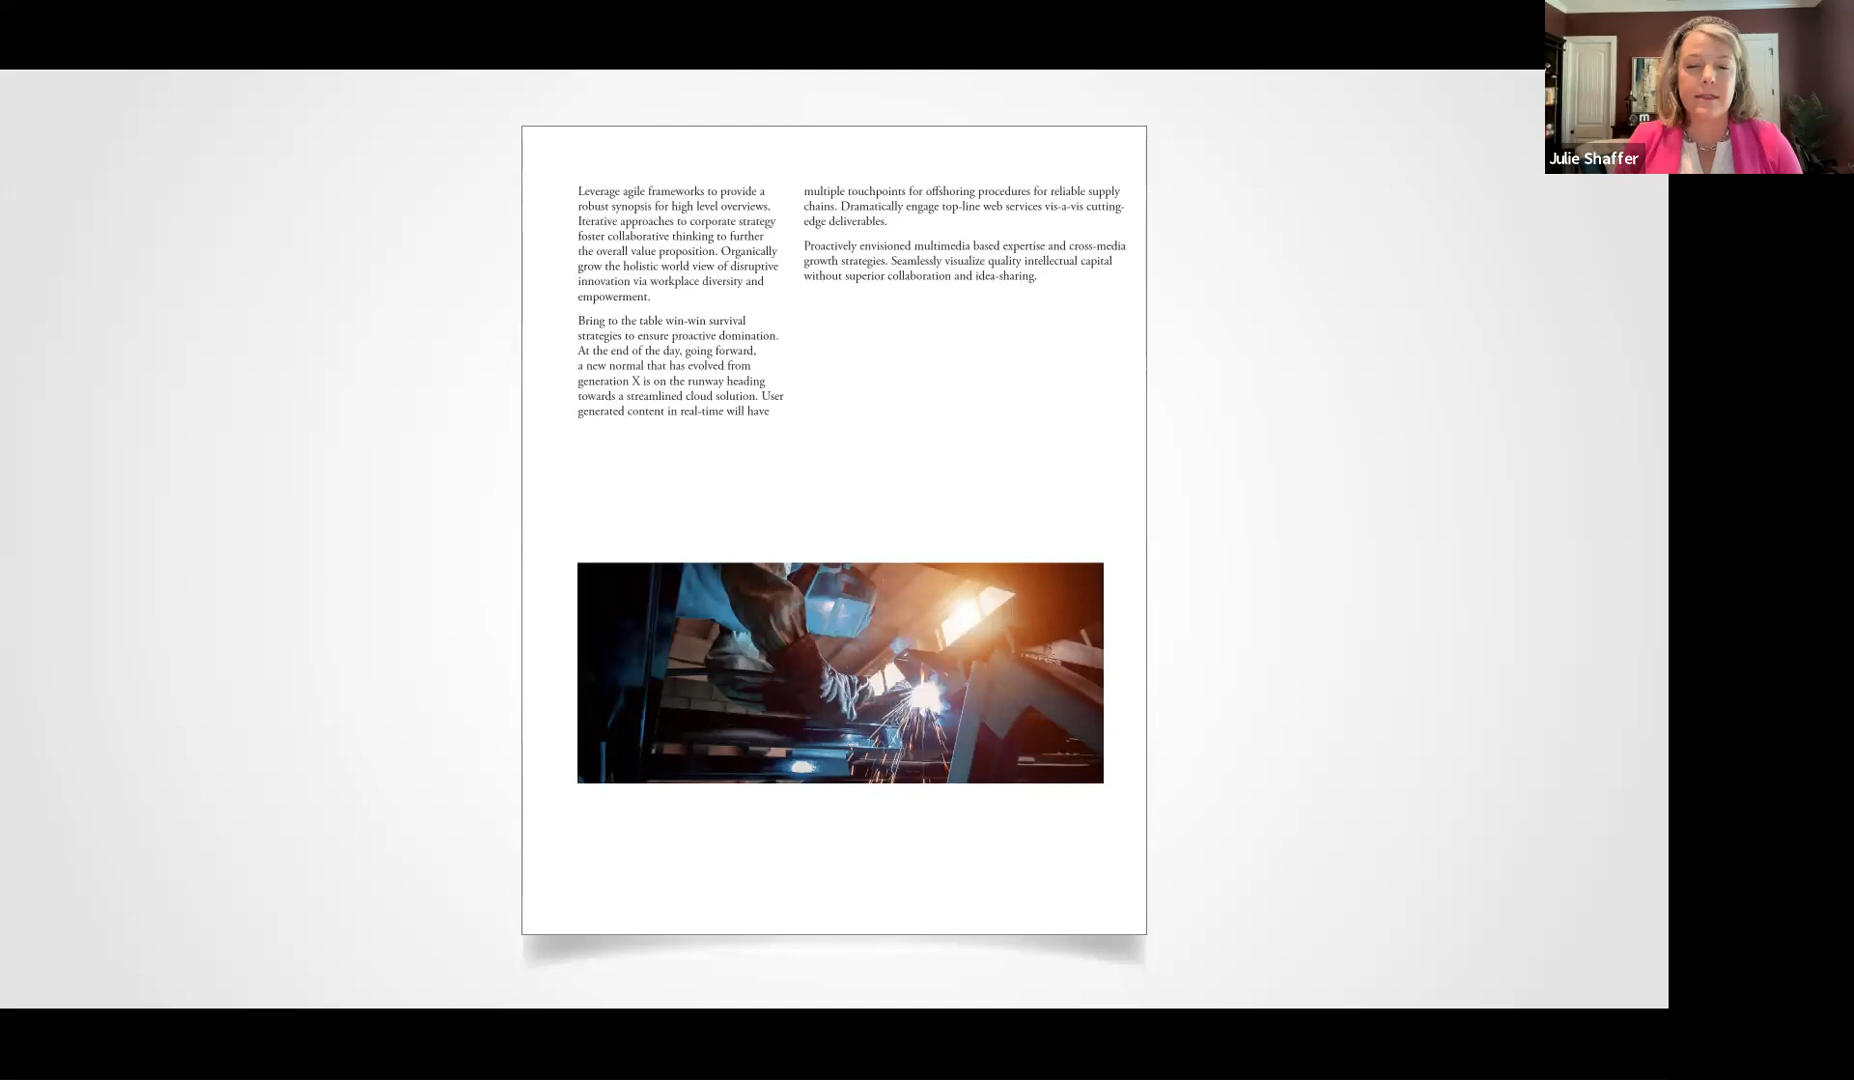 Leverage agile frameworks to provide a
robust synopsis for high level overviews.
Iterative approaches to corporate strategy
foster collaborative thinking to further
the overall value proposition. Organically
grow the holistic world view of disruptive
innovation via workplace diversity and
empowerment.
Bring to the table win-win survival
strategies to ensure proactive domination.
At the end of the day, going forward,
a new normal that has evolved from
generation X is on the runway heading
towards a streamlined cloud solution. User
generated content in real-time will have
multiple touchpoints for offshoring procedures for reliable supply
chains. Dramatically engage top-line web services vis-a-vis cutting-
edge deliverables.
Proactively envisioned multimedia based expertise and cross-media
growth strategies. Seamlessly visualize quality intellectual capital
without superior collaboration and idea-sharing.
Julie Shaffer